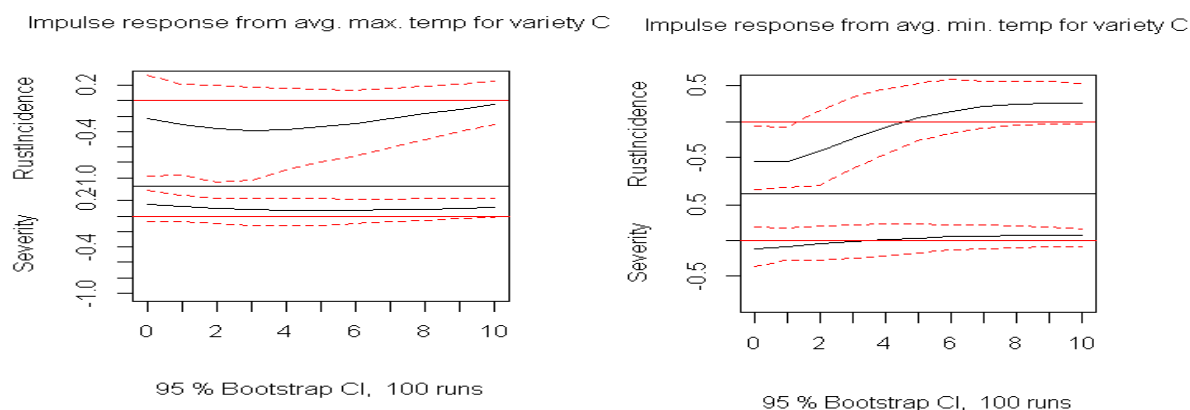 Impulse response from avg. max. temp for variety C
RustIncidence
0.2
-0.4
-1.0
Severity
0.2
-0.4
-1.0
0 2 4 6 8 10
95 % Bootstrap CI, 100 runs
Impulse response from avg. min. temp for variety C
RustIncidence
0.5
-0.5
Severity
0.5
-0.5
0 2 4 6 8 10
95 % Bootstrap CI, 100 runs